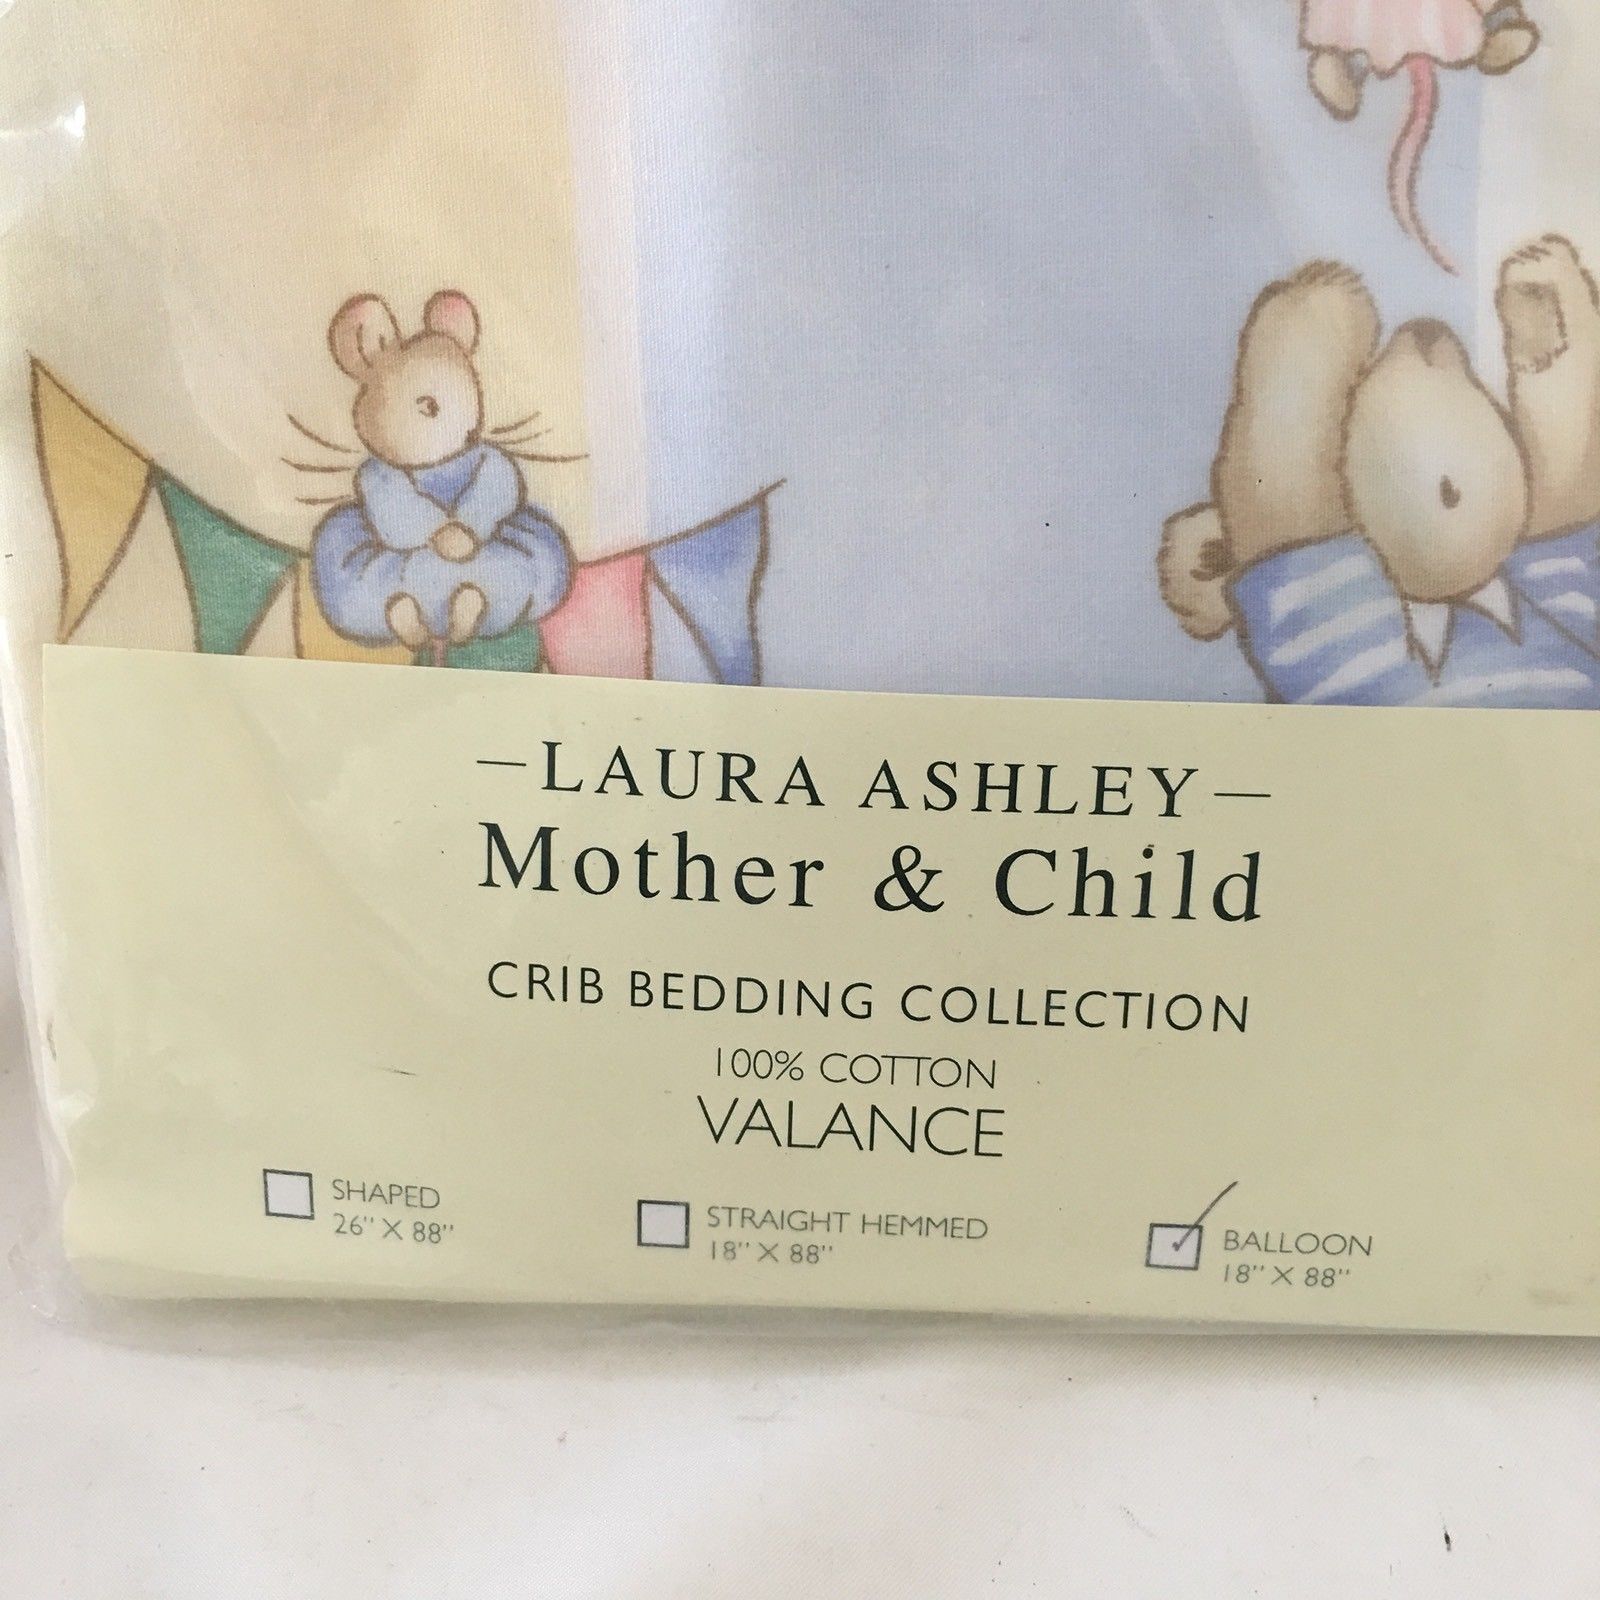 —LAURA ASHLEY—
Mother & Child
CRIB BEDDING COLLECTION
100% COTTON
VALANCE
SHAPED
26" X 88"
STRAIGHT HEMMED
18" X 88"
BALLOON
18" X 88"